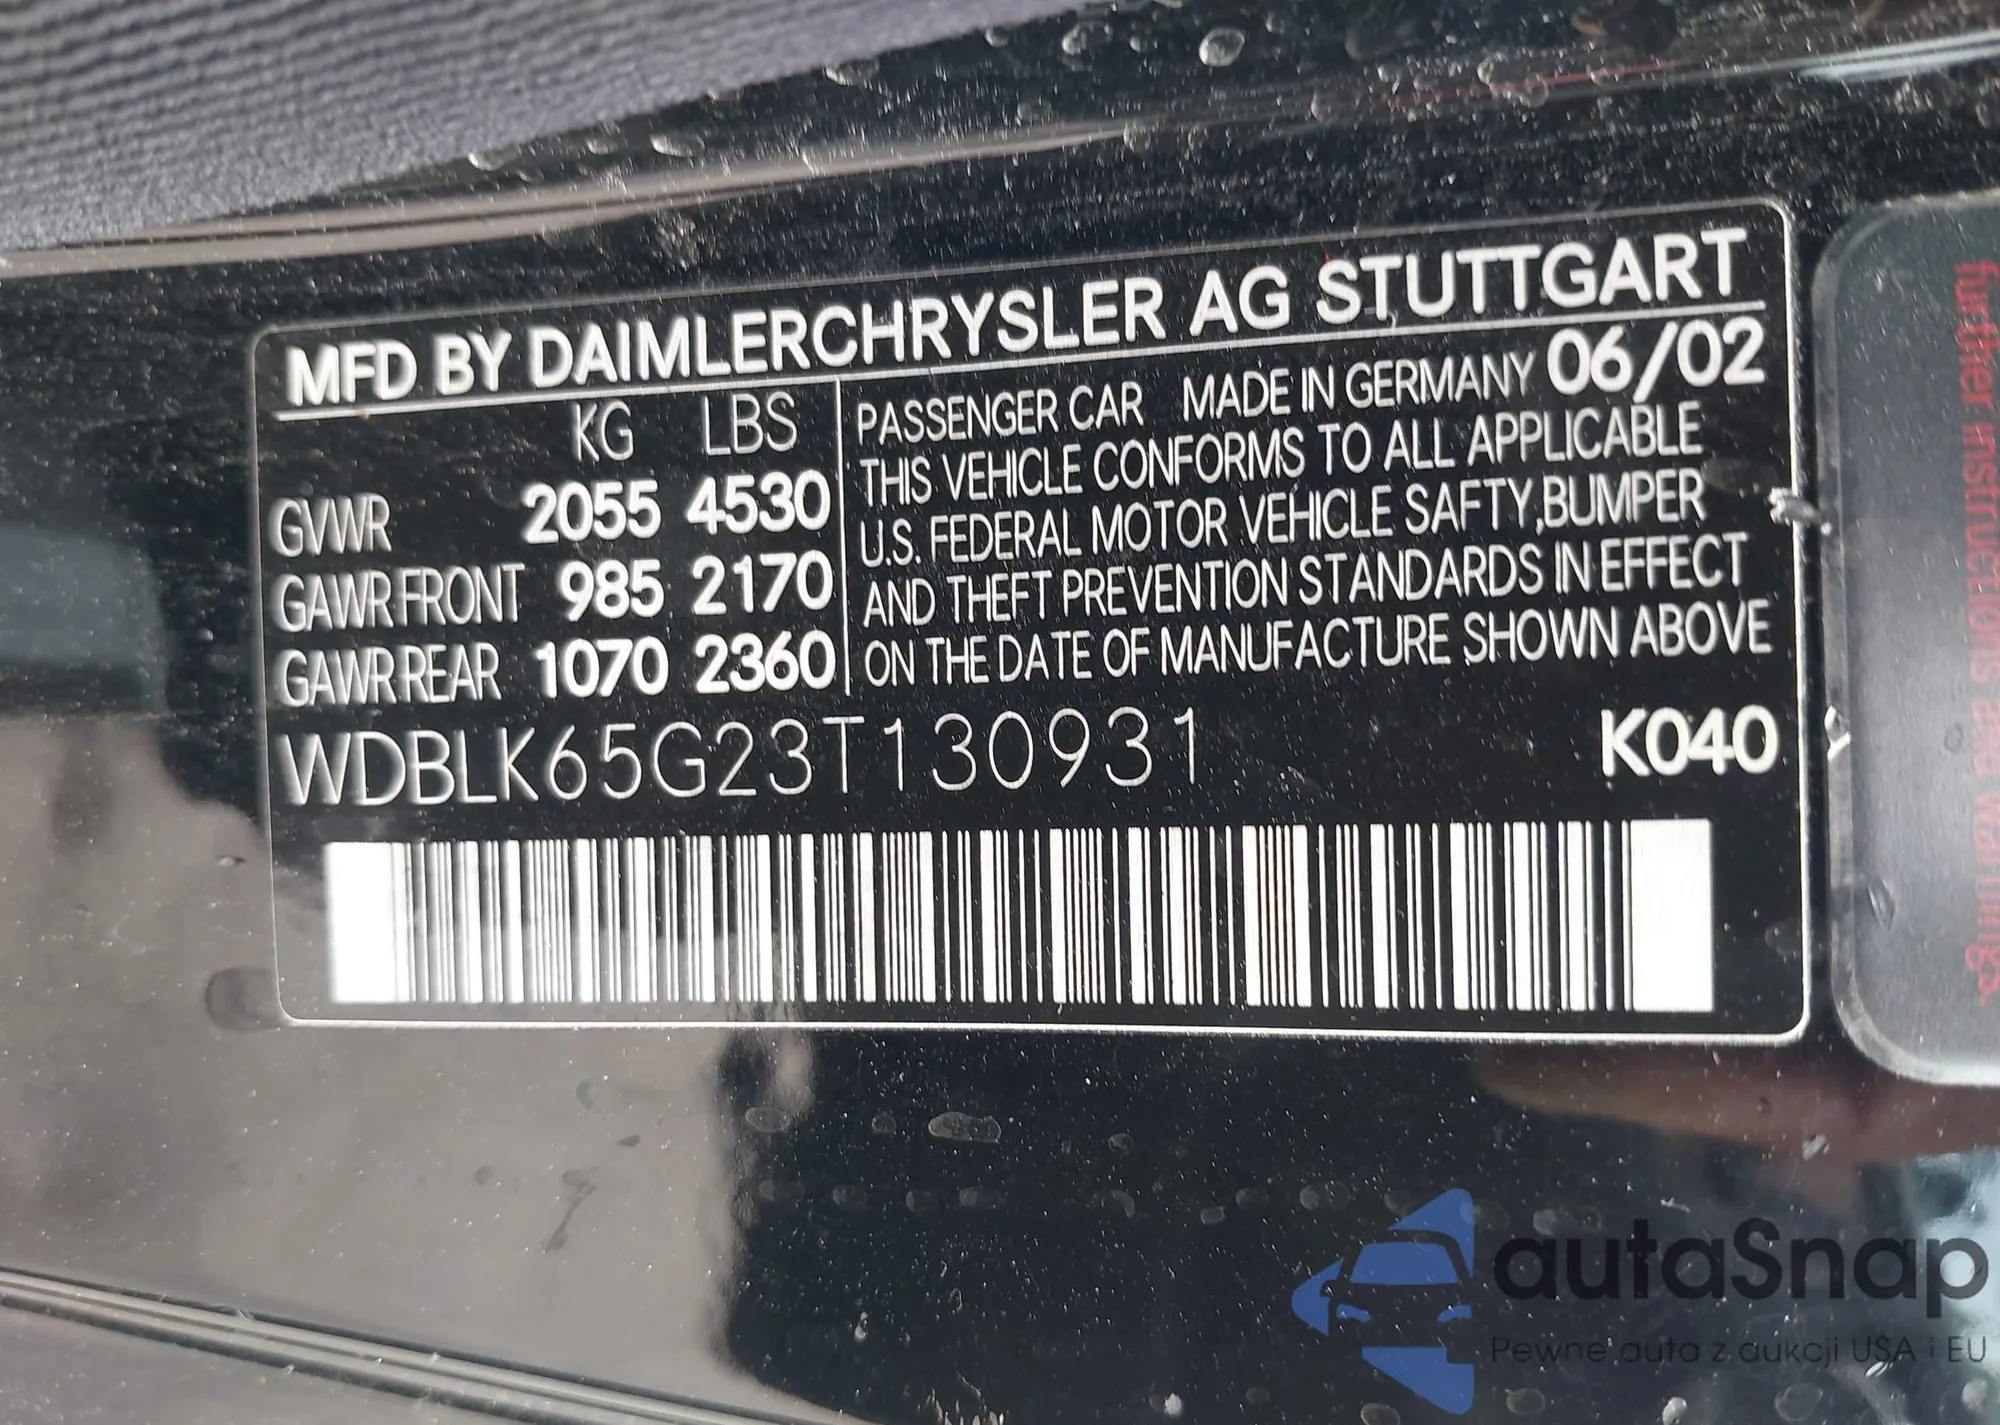 MFD BY DAIMLERCHRYSLER AG STUTTGART
KG LBS
GVWR 2055 4530
GAWR FRONT 985 2170
GAWR REAR 1070 2360
PASSENGER CAR MADE IN GERMANY 06/02
THIS VEHICLE CONFORMS TO ALL APPLICABLE
U.S. FEDERAL MOTOR VEHICLE SAFTY,BUMPER
AND THEFT PREVENTION STANDARDS IN EFFECT
ON THE DATE OF MANUFACTURE SHOWN ABOVE
WDBLK65G23T130931 K040
further instructions and warnings.
autaSnap
Pewne auta z aukcji USA i EU